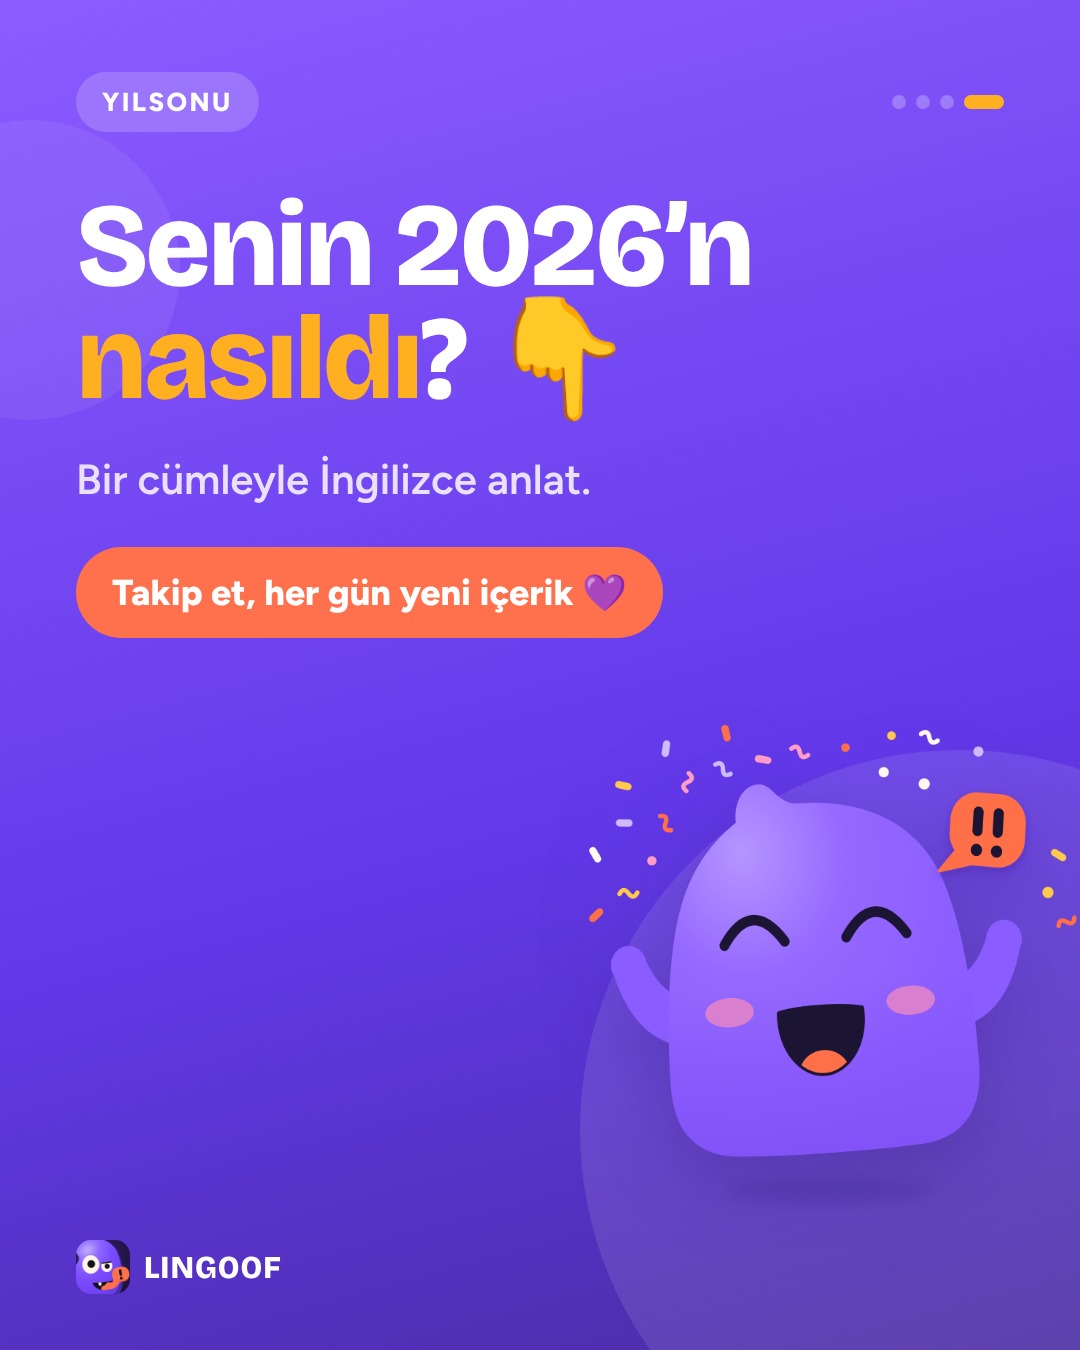 YILSONU
Senin 2026’n
nasıldı? 👇
Bir cümleyle İngilizce anlat.
Takip et, her gün yeni içerik 💜
!!
LINGOOF